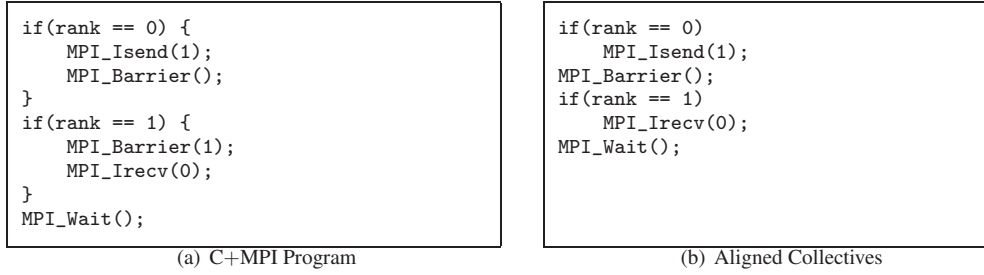 if(rank == 0) {
    MPI_Isend(1);
    MPI_Barrier();
}
if(rank == 1) {
    MPI_Barrier(1);
    MPI_Irecv(0);
}
MPI_Wait();
(a) C+MPI Program
if(rank == 0)
    MPI_Isend(1);
MPI_Barrier();
if(rank == 1)
    MPI_Irecv(0);
MPI_Wait();
(b) Aligned Collectives